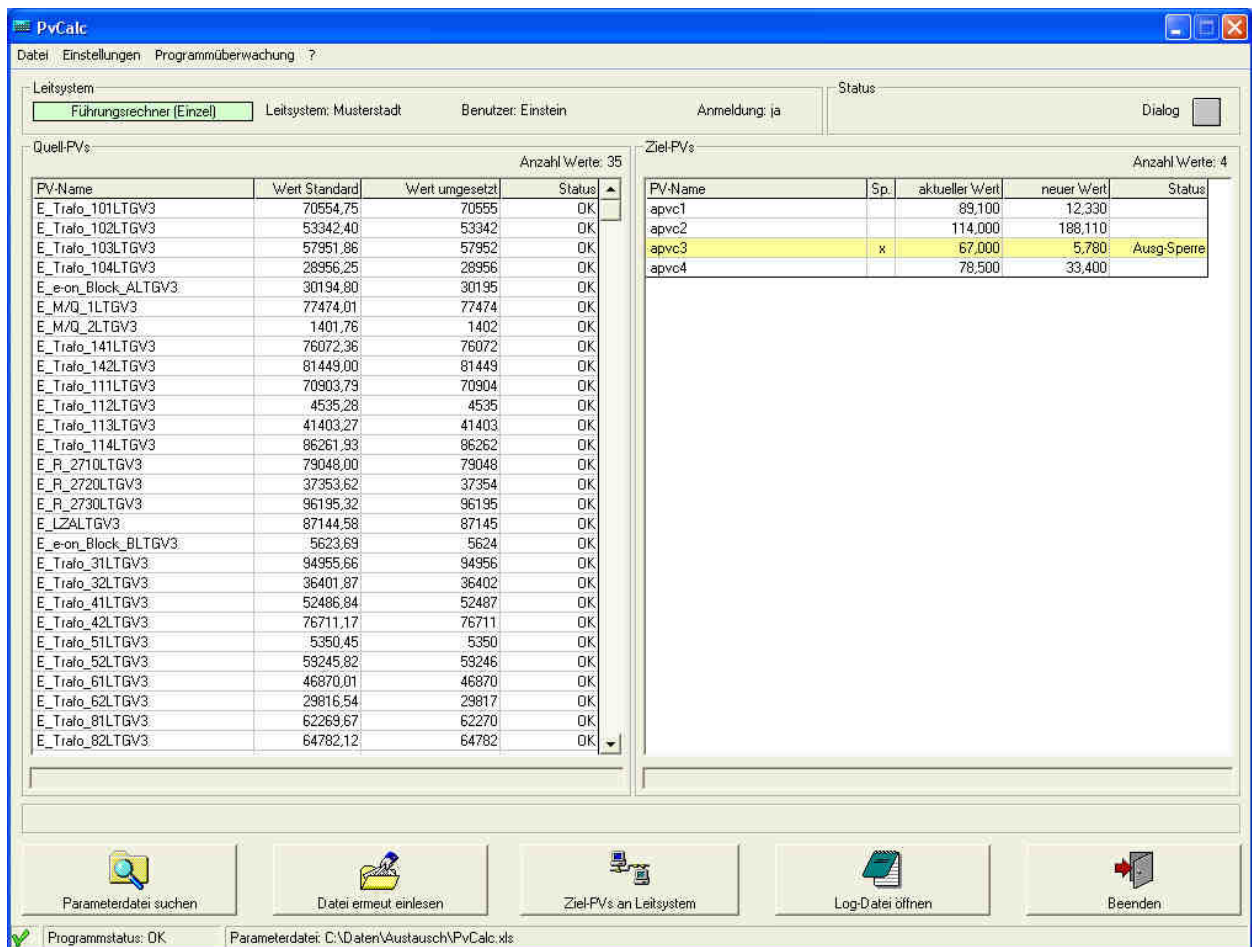 PvCalc
Datei Einstellungen Programmüberwachung ?
Leitsystem
Führungsrechner (Einzel) Leitsystem: Musterstadt Benutzer: Einstein Anmeldung: ja
Status
Dialog
Quell-PVs
Anzahl Werte: 35
PV-Name Wert Standard Wert umgesetzt Status
E_Trafo_101LTGV3 70554,75 70555 OK
E_Trafo_102LTGV3 53342,40 53342 OK
E_Trafo_103LTGV3 57951,86 57952 OK
E_Trafo_104LTGV3 28956,25 28956 OK
E_e-on_Block_ALTGV3 30194,80 30195 OK
E_M/Q_1LTGV3 77474,01 77474 OK
E_M/Q_2LTGV3 1401,76 1402 OK
E_Trafo_141LTGV3 76072,36 76072 OK
E_Trafo_142LTGV3 81449,00 81449 OK
E_Trafo_111LTGV3 70903,79 70904 OK
E_Trafo_112LTGV3 4535,28 4535 OK
E_Trafo_113LTGV3 41403,27 41403 OK
E_Trafo_114LTGV3 86261,93 86262 OK
E_R_2710LTGV3 79048,00 79048 OK
E_R_2720LTGV3 37353,62 37354 OK
E_R_2730LTGV3 96195,32 96195 OK
E_LZALTGV3 87144,58 87145 OK
E_e-on_Block_BLTGV3 5623,69 5624 OK
E_Trafo_31LTGV3 94955,66 94956 OK
E_Trafo_32LTGV3 36401,87 36402 OK
E_Trafo_41LTGV3 52486,84 52487 OK
E_Trafo_42LTGV3 76711,17 76711 OK
E_Trafo_51LTGV3 5350,45 5350 OK
E_Trafo_52LTGV3 59245,82 59246 OK
E_Trafo_61LTGV3 46870,01 46870 OK
E_Trafo_62LTGV3 29816,54 29817 OK
E_Trafo_81LTGV3 62269,67 62270 OK
E_Trafo_82LTGV3 64782,12 64782 OK
Ziel-PVs
Anzahl Werte: 4
PV-Name Sp. aktueller Wert neuer Wert Status
apvc1 89,100 12,330
apvc2 114,000 188,110
apvc3 x 67,000 5,780 Ausg-Sperre
apvc4 78,500 33,400
Parameterdatei suchen Datei erneut einlesen Ziel-PVs an Leitsystem Log-Datei öffnen Beenden
Programmstatus: OK Parameterdatei: C:\Daten\Austausch\PvCalc.xls